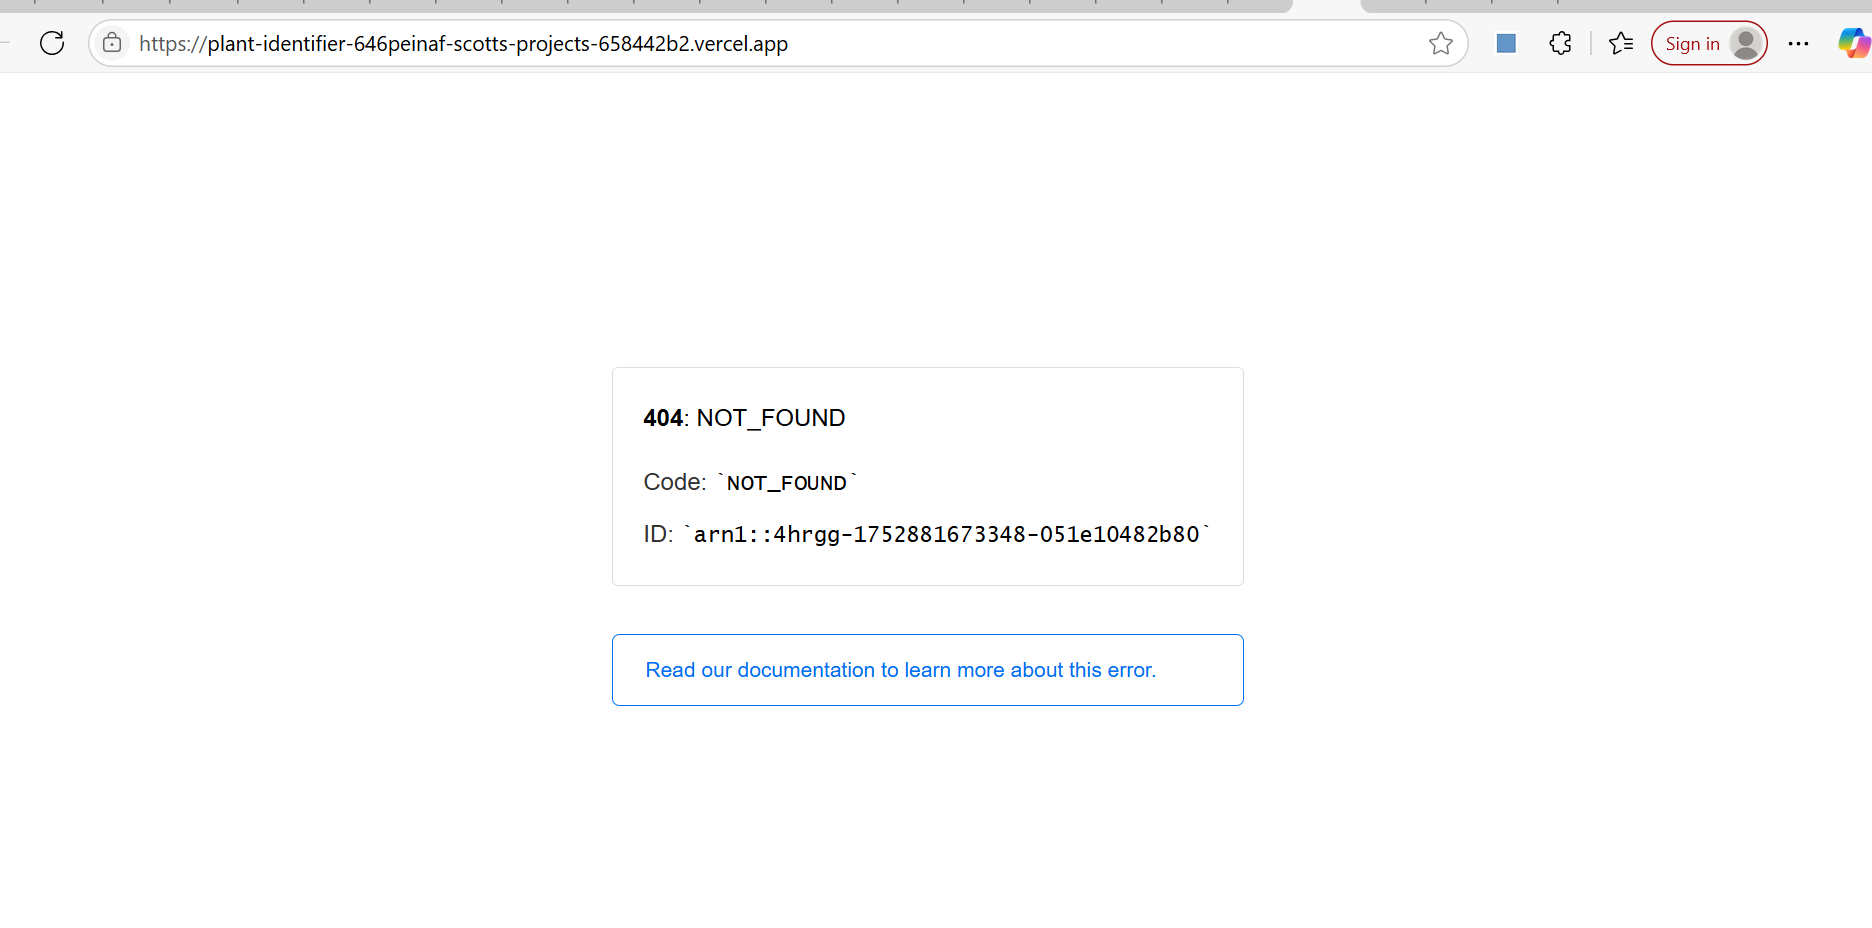 https://plant-identifier-646peinaf-scotts-projects-658442b2.vercel.app
Sign in
404: NOT_FOUND
Code: `NOT_FOUND`
ID: `arn1::4hrgg-1752881673348-051e10482b80`
Read our documentation to learn more about this error.